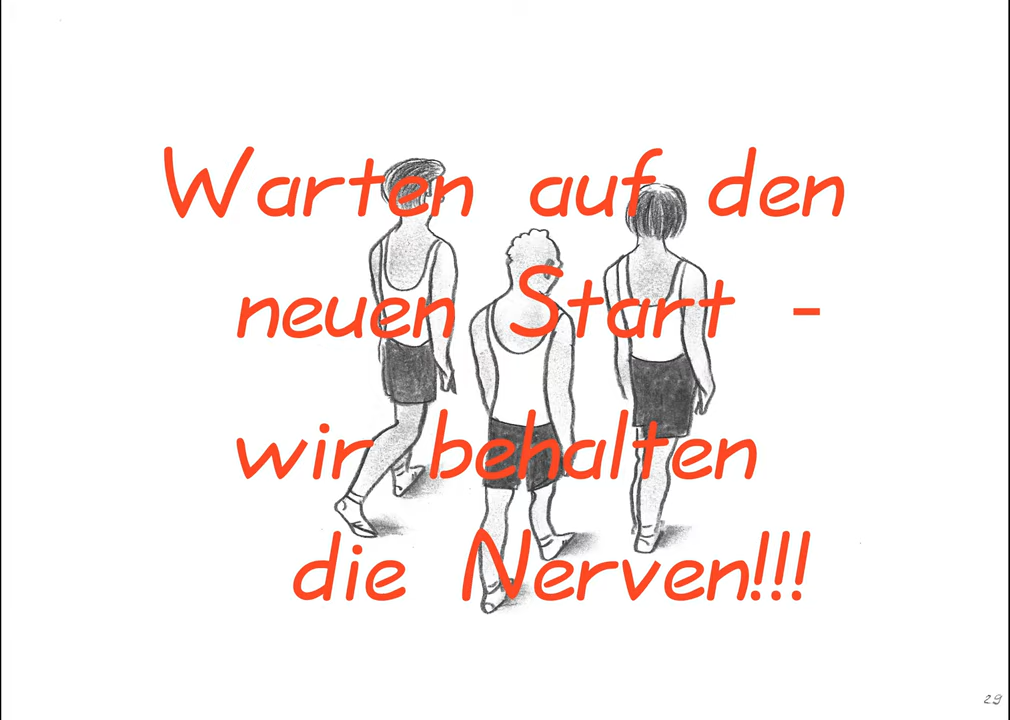 Warten auf den
neuen Start -
wir behalten
die Nerven!!!
29